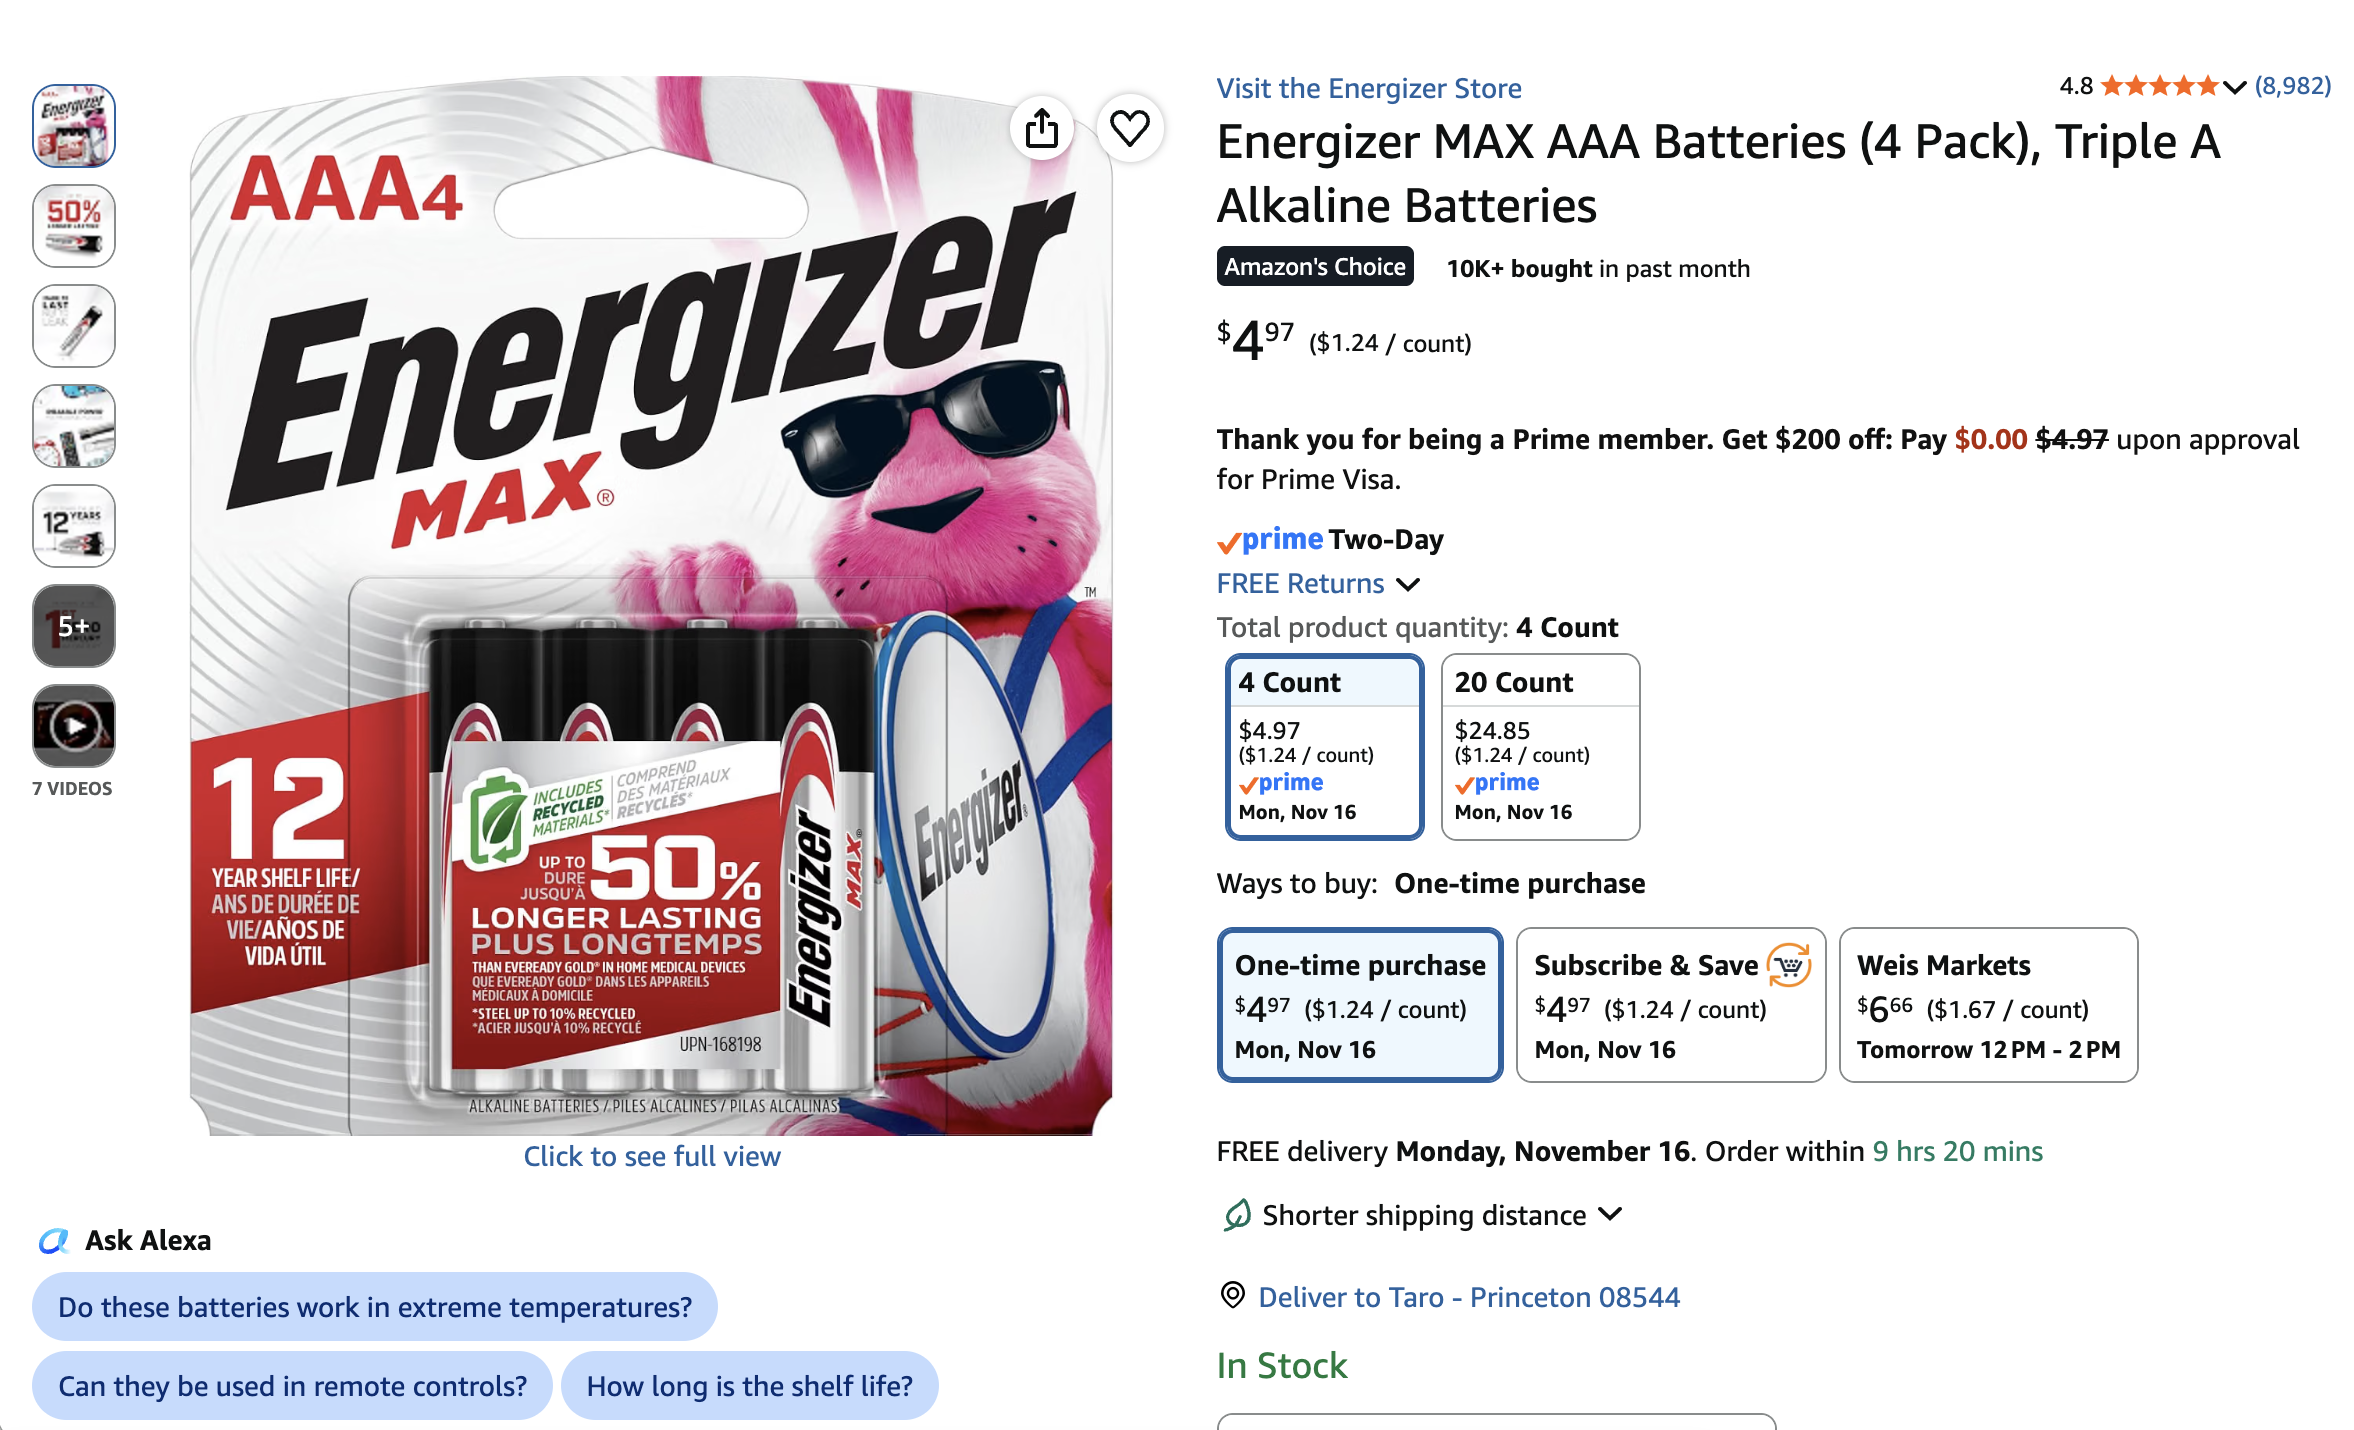 Energizer
50%
LONGER LASTING
LAST
LEAK
12 YEARS
5+
7 VIDEOS
AAA4
Energizer
MAX®
™
12
YEAR SHELF LIFE/
ANS DE DURÉE DE
VIE/AÑOS DE
VIDA ÚTIL
INCLUDES
RECYCLED
MATERIALS*
COMPREND
DES MATÉRIAUX
RECYCLÉS*
UP TO
DURE
JUSQU'À
50%
LONGER LASTING
PLUS LONGTEMPS
THAN EVEREADY GOLD® IN HOME MEDICAL DEVICES
QUE EVEREADY GOLD® DANS LES APPAREILS
MÉDICAUX À DOMICILE
*STEEL UP TO 10% RECYCLED
*ACIER JUSQU'À 10% RECYCLÉ
UPN-168198
Energizer
MAX®
Energizer®
ALKALINE BATTERIES / PILES ALCALINES / PILAS ALCALINAS
Click to see full view
Ask Alexa
Do these batteries work in extreme temperatures?
Can they be used in remote controls?
How long is the shelf life?
Visit the Energizer Store
4.8 (8,982)
Energizer MAX AAA Batteries (4 Pack), Triple A
Alkaline Batteries
Amazon's Choice
10K+ bought in past month
$4.97 ($1.24 / count)
Thank you for being a Prime member. Get $200 off: Pay $0.00 $4.97 upon approval
for Prime Visa.
prime Two-Day
FREE Returns
Total product quantity: 4 Count
4 Count
$4.97
($1.24 / count)
prime
Mon, Nov 16
20 Count
$24.85
($1.24 / count)
prime
Mon, Nov 16
Ways to buy: One-time purchase
One-time purchase
$4.97 ($1.24 / count)
Mon, Nov 16
Subscribe & Save
$4.97 ($1.24 / count)
Mon, Nov 16
Weis Markets
$6.66 ($1.67 / count)
Tomorrow 12 PM - 2 PM
FREE delivery Monday, November 16. Order within 9 hrs 20 mins
Shorter shipping distance
Deliver to Taro - Princeton 08544
In Stock